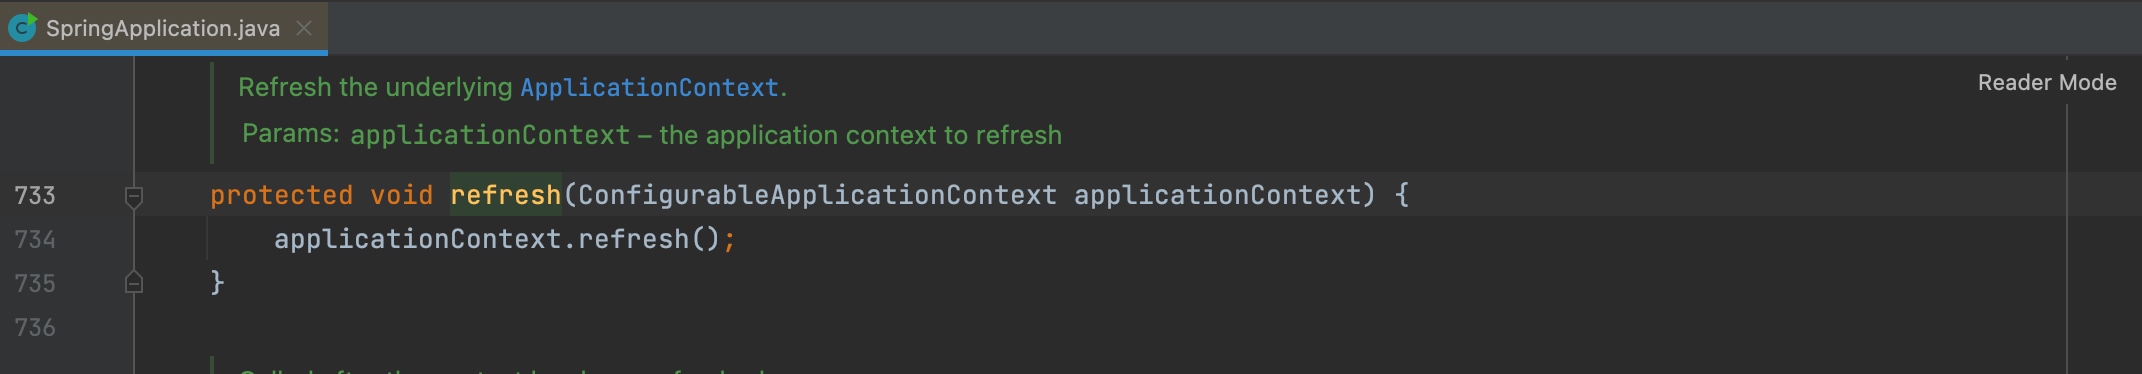 SpringApplication.java
Refresh the underlying ApplicationContext.
Reader Mode
Params: applicationContext – the application context to refresh
733 protected void refresh(ConfigurableApplicationContext applicationContext) {
734 applicationContext.refresh();
735 }
736